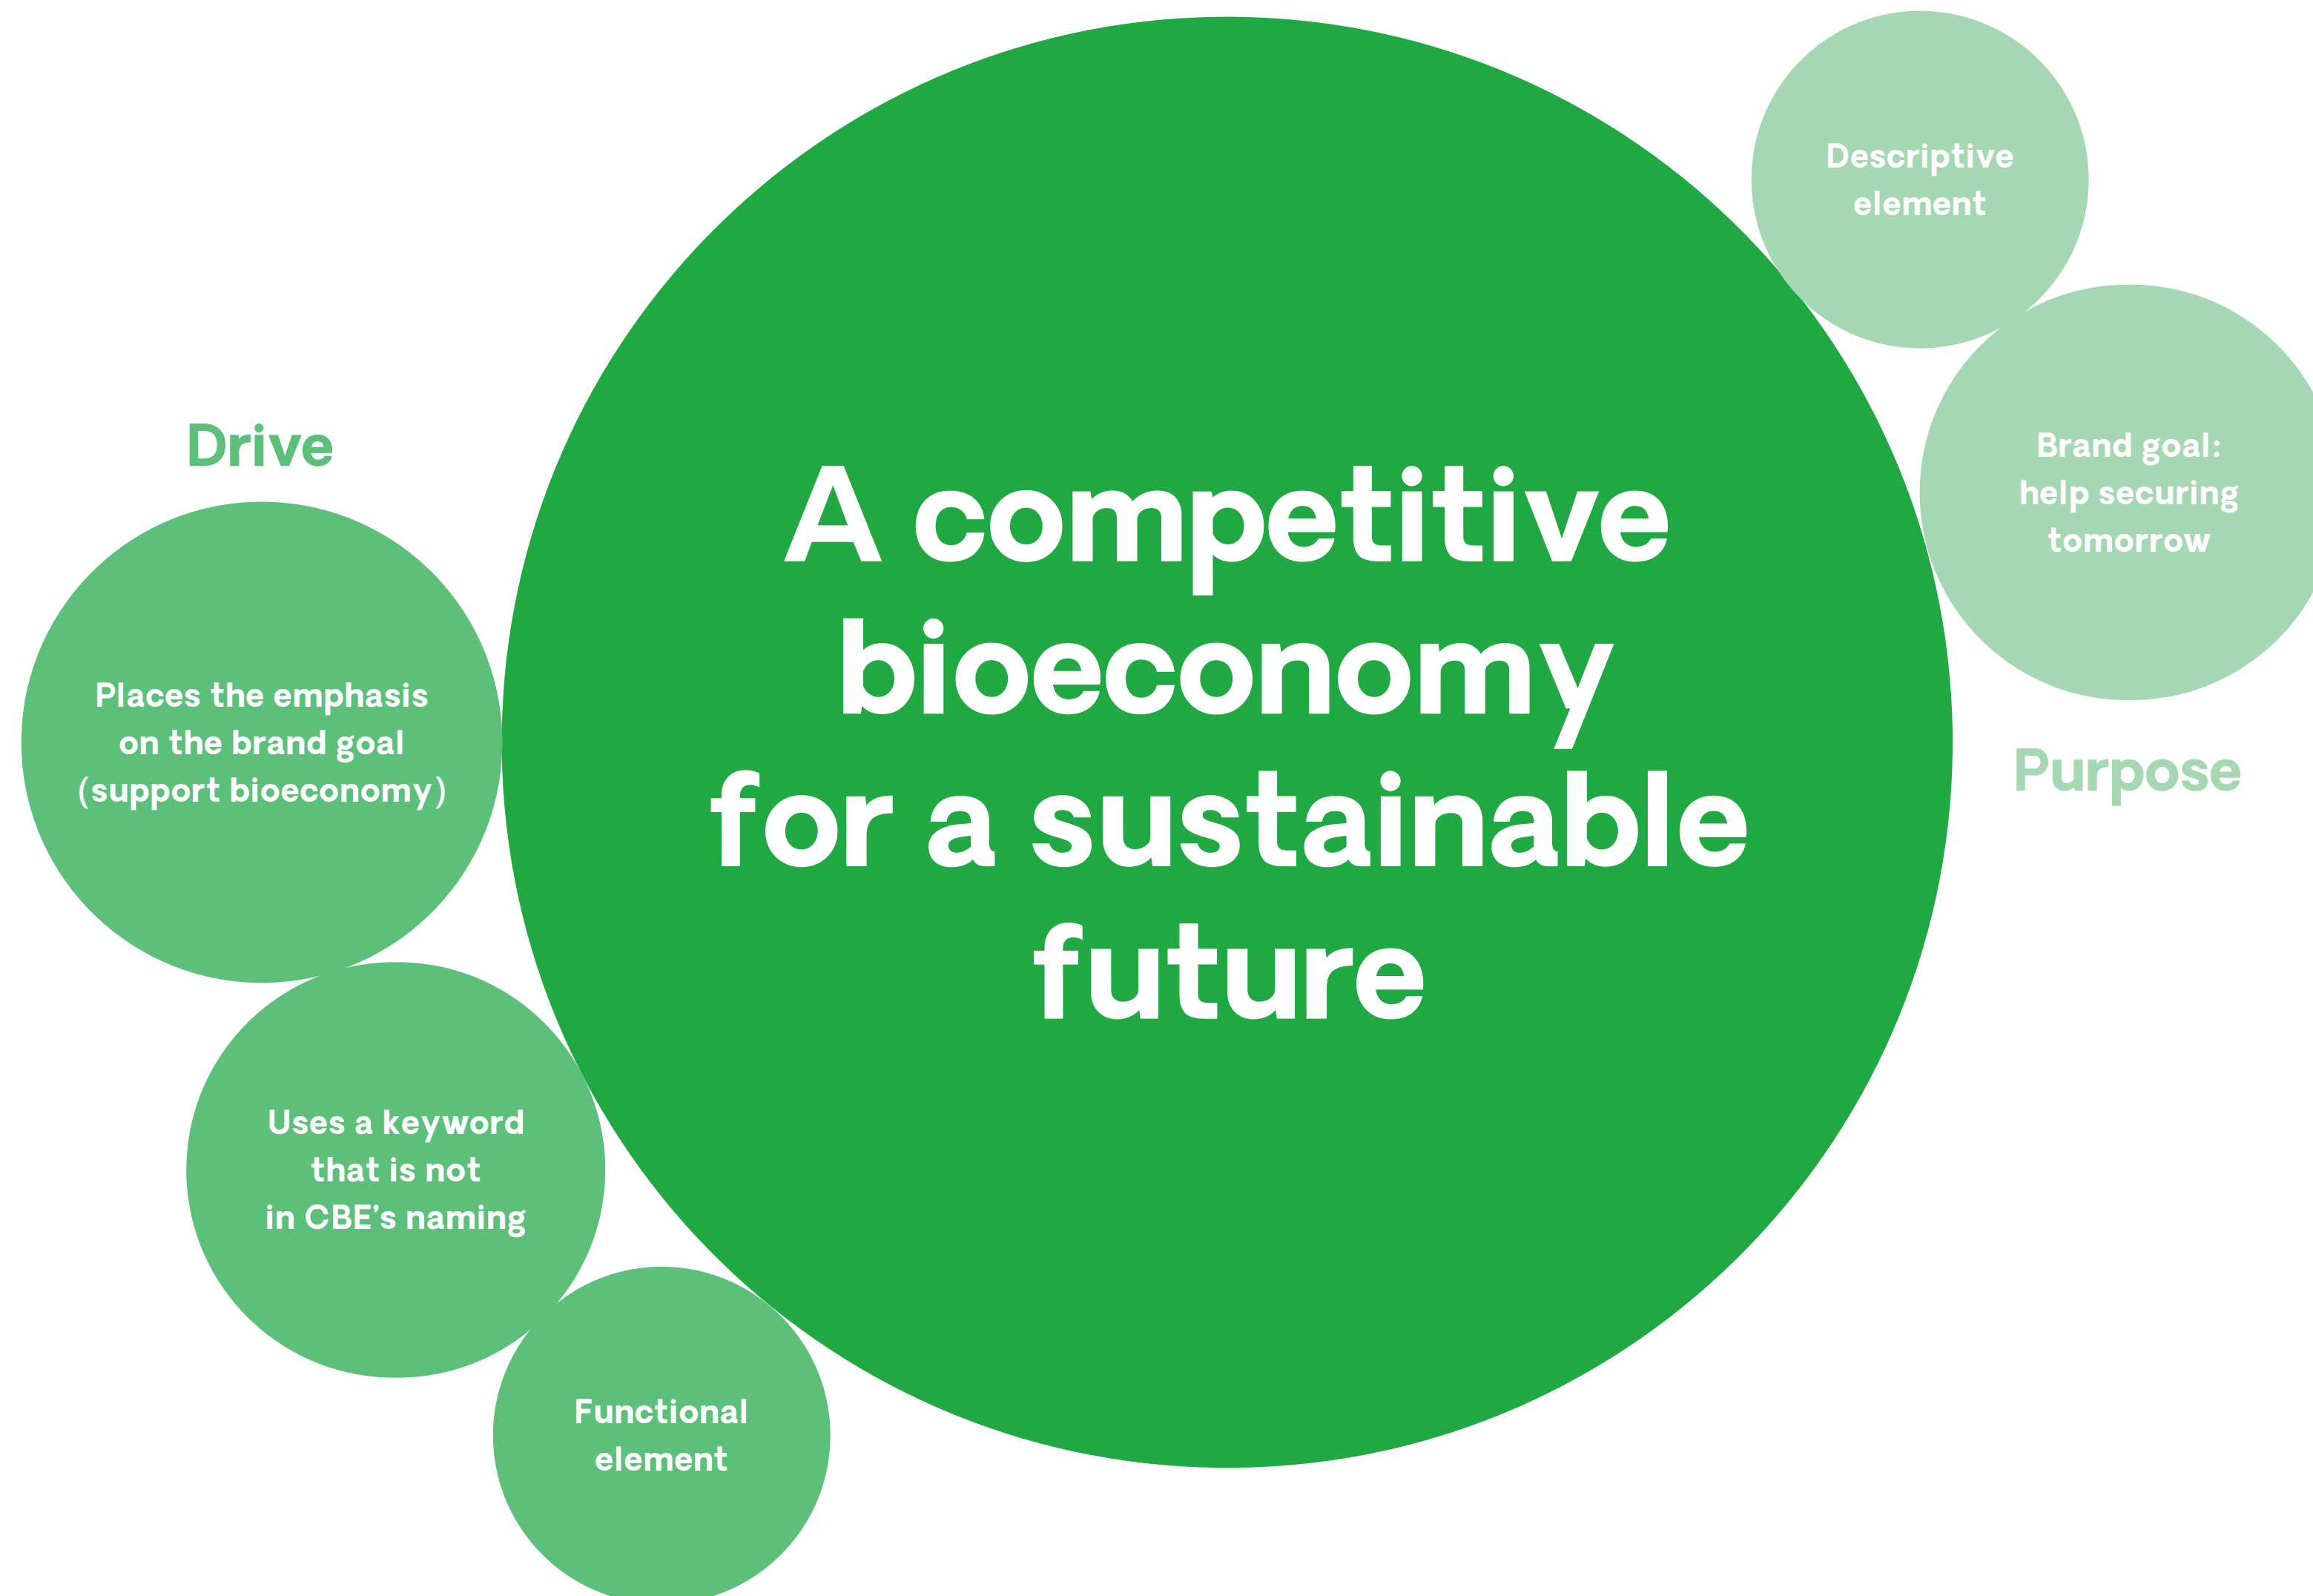 Drive
Places the emphasis
on the brand goal
(support bioeconomy)
Uses a keyword
that is not
in CBE’s naming
Functional
element
A competitive
bioeconomy
for a sustainable
future
Descriptive
element
Brand goal:
help securing
tomorrow
Purpose